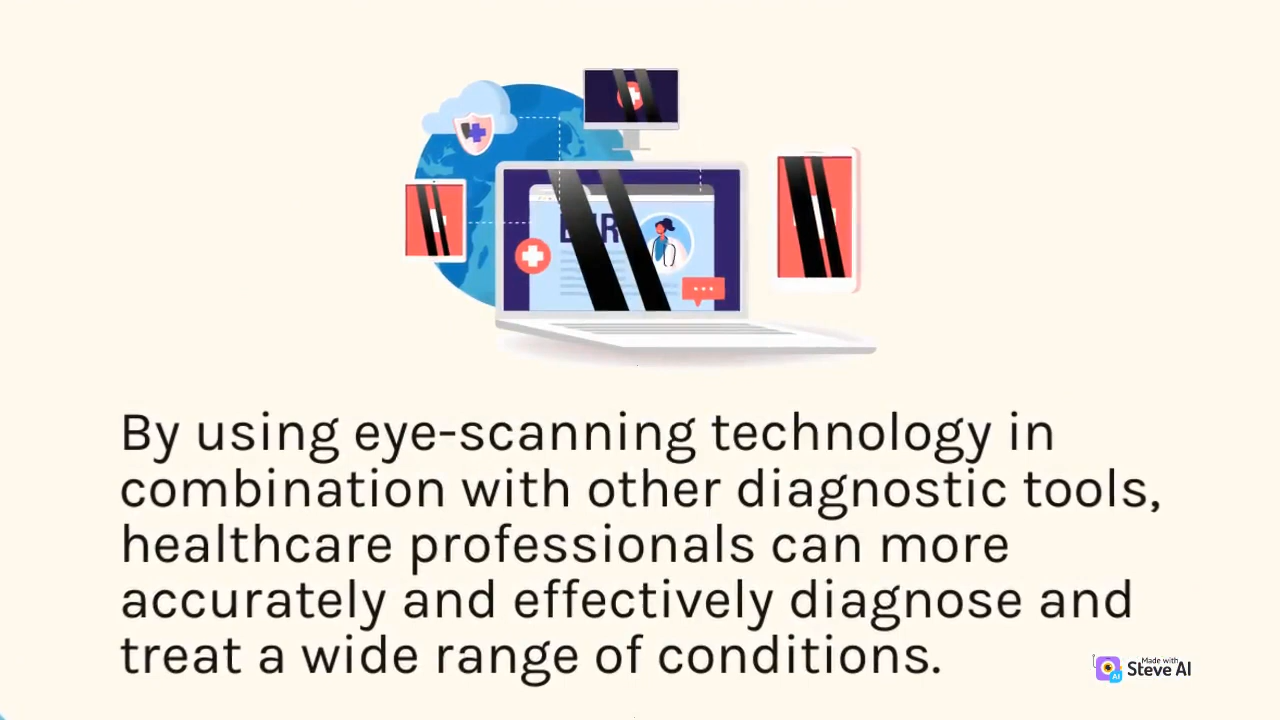 By using eye-scanning technology in
combination with other diagnostic tools,
healthcare professionals can more
accurately and effectively diagnose and
treat a wide range of conditions.
Made with
Steve AI